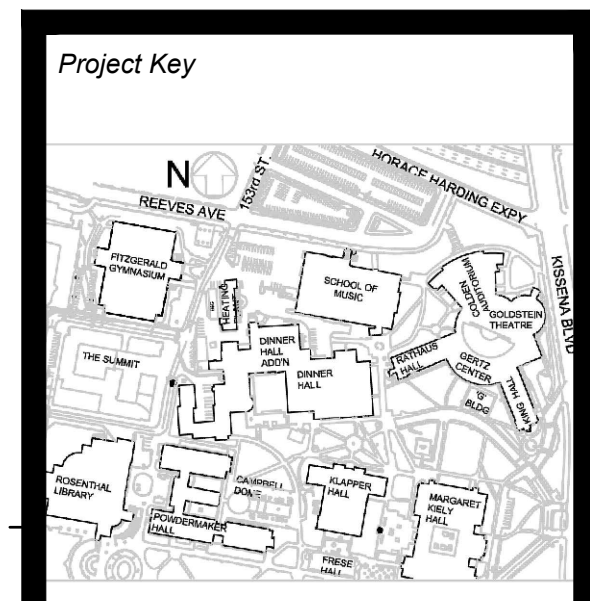 Project Key
N
REEVES AVE
153rd ST.
HORACE HARDING EXPY
KISSENA BLVD
FITZGERALD
GYMNASIUM
HEATING
PLANT
SCHOOL OF
MUSIC
COLDEN
AUDITORIUM
GOLDSTEIN
THEATRE
THE SUMMIT
DINNER
HALL
ADD'N
DINNER
HALL
RATHAUS
HALL
GERTZ
CENTER
'G'
BLDG
KING HALL
ROSENTHAL
LIBRARY
CAMPBELL
DOME
POWDERMAKER
HALL
KLAPPER
HALL
MARGARET
KIELY
HALL
FRESE
HALL